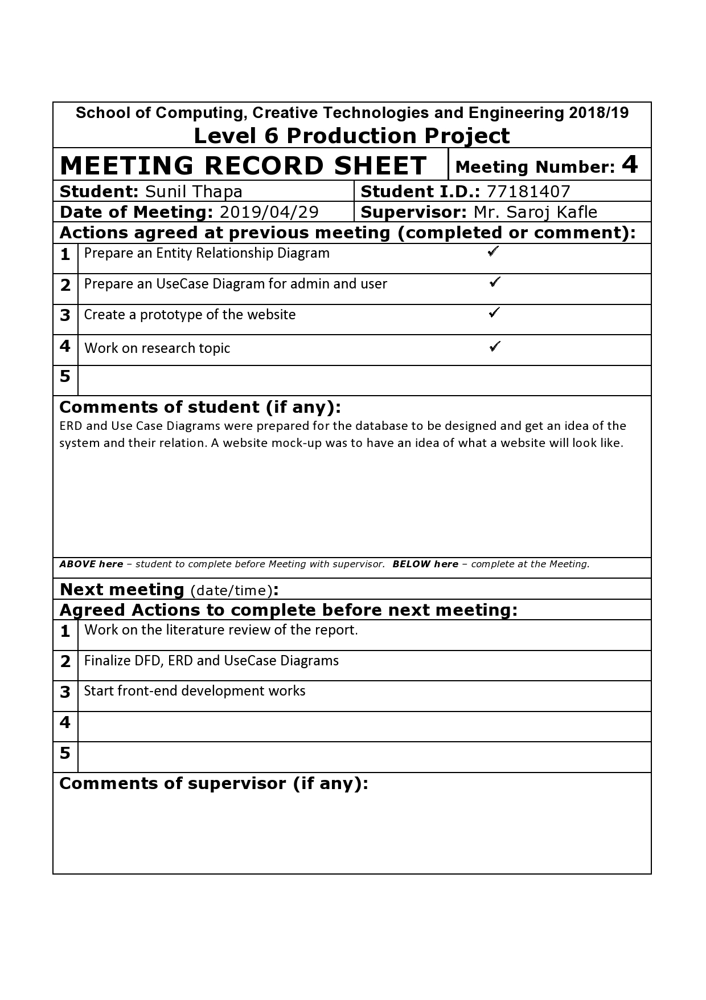 School of Computing, Creative Technologies and Engineering 2018/19
Level 6 Production Project
MEETING RECORD SHEET
Meeting Number: 4
Student: Sunil Thapa
Student I.D.: 77181407
Date of Meeting: 2019/04/29
Supervisor: Mr. Saroj Kafle
Actions agreed at previous meeting (completed or comment):
1 Prepare an Entity Relationship Diagram ✓
2 Prepare an UseCase Diagram for admin and user ✓
3 Create a prototype of the website ✓
4 Work on research topic ✓
5
Comments of student (if any):
ERD and Use Case Diagrams were prepared for the database to be designed and get an idea of the
system and their relation. A website mock-up was to have an idea of what a website will look like.
ABOVE here – student to complete before Meeting with supervisor. BELOW here – complete at the Meeting.
Next meeting (date/time):
Agreed Actions to complete before next meeting:
1 Work on the literature review of the report.
2 Finalize DFD, ERD and UseCase Diagrams
3 Start front-end development works
4
5
Comments of supervisor (if any):